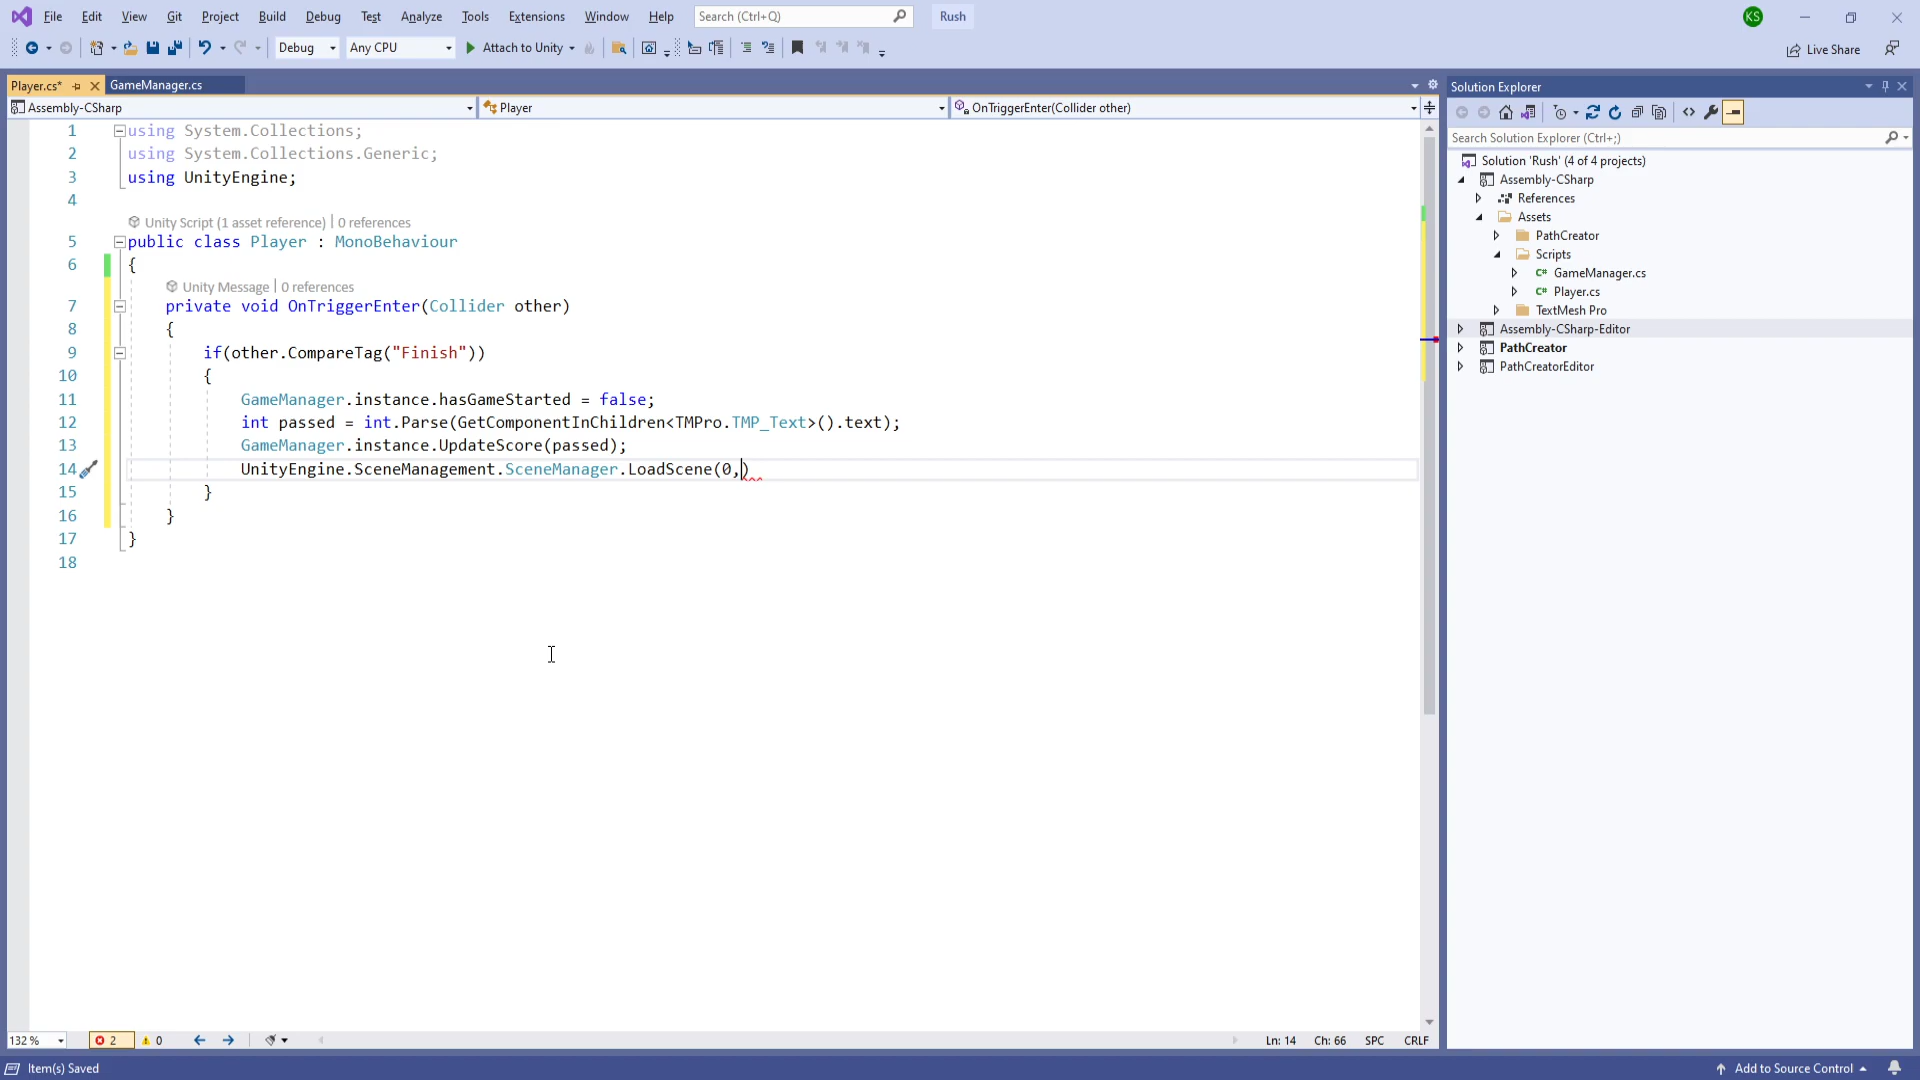 File Edit View Git Project Build Debug Test Analyze Tools Extensions Window Help Search (Ctrl+Q) Rush KS
Debug Any CPU Attach to Unity Live Share
Player.cs* GameManager.cs
Assembly-CSharp Player OnTriggerEnter(Collider other)
1 using System.Collections;
2 using System.Collections.Generic;
3 using UnityEngine;
4
Unity Script (1 asset reference) | 0 references
5 public class Player : MonoBehaviour
6 {
Unity Message | 0 references
7 private void OnTriggerEnter(Collider other)
8 {
9 if(other.CompareTag("Finish"))
10 {
11 GameManager.instance.hasGameStarted = false;
12 int passed = int.Parse(GetComponentInChildren<TMPro.TMP_Text>().text);
13 GameManager.instance.UpdateScore(passed);
14 UnityEngine.SceneManagement.SceneManager.LoadScene(0,)
15 }
16 }
17 }
18
Solution Explorer
Search Solution Explorer (Ctrl+;)
Solution 'Rush' (4 of 4 projects)
Assembly-CSharp
References
Assets
PathCreator
Scripts
C# GameManager.cs
C# Player.cs
TextMesh Pro
Assembly-CSharp-Editor
PathCreator
PathCreatorEditor
132 % 2 0 Ln: 14 Ch: 66 SPC CRLF
Item(s) Saved Add to Source Control